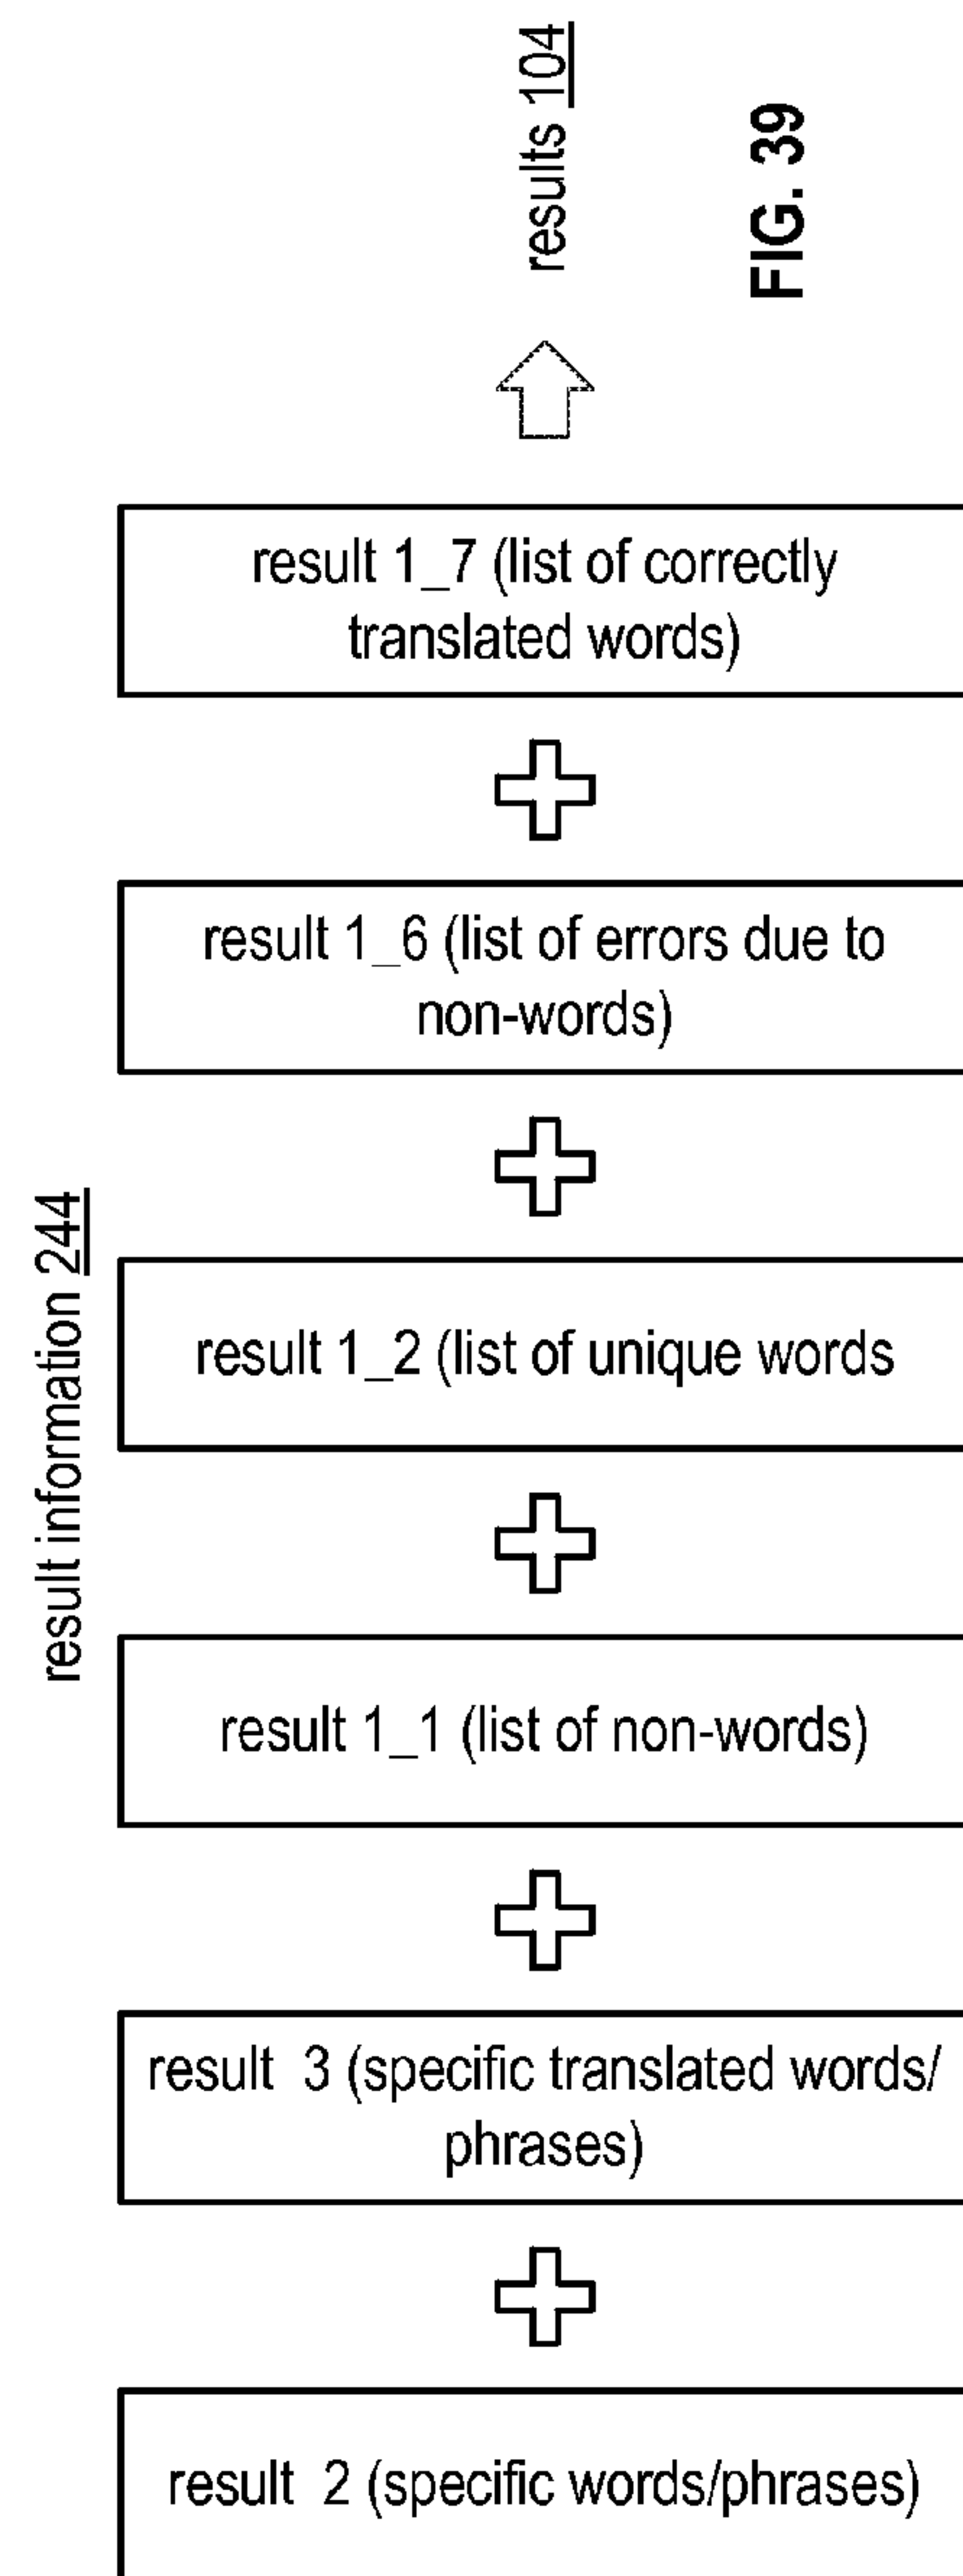 results 104
FIG. 39
result 1_7 (list of correctly
translated words)
result 1_6 (list of errors due to
non-words)
result information 244
result 1_2 (list of unique words
result 1_1 (list of non-words)
result 3 (specific translated words/
phrases)
result 2 (specific words/phrases)